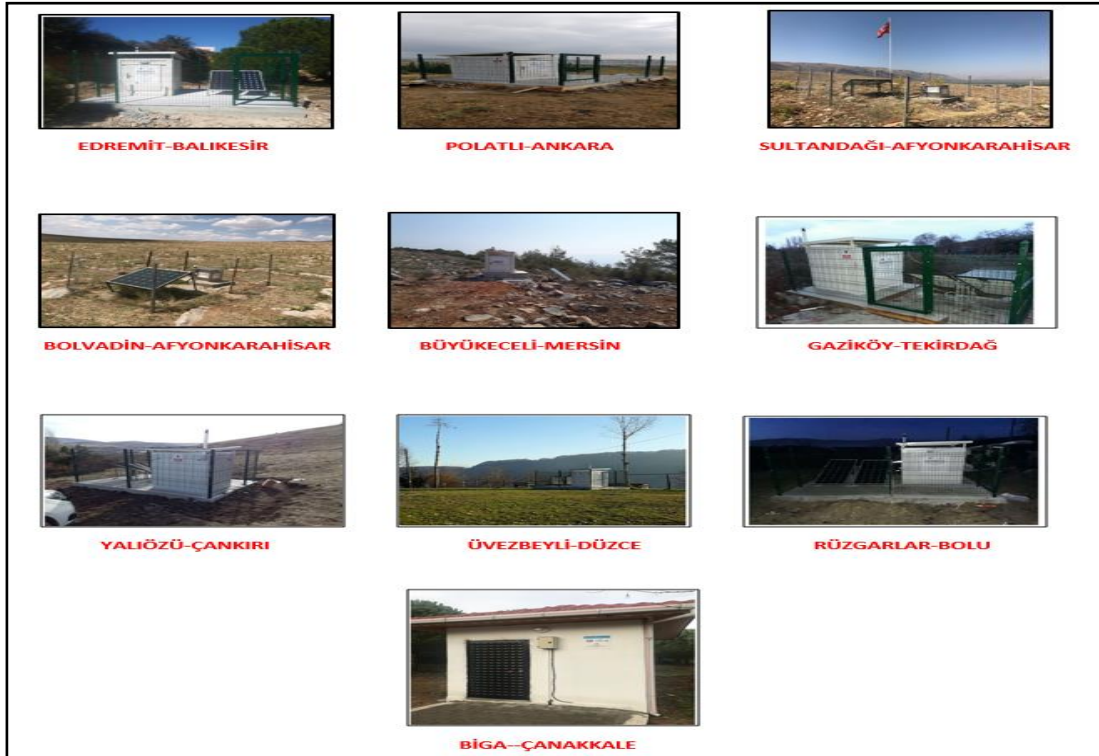 EDREMİT-BALIKESİR
POLATLI-ANKARA
SULTANDAĞI-AFYONKARAHİSAR
BOLVADİN-AFYONKARAHİSAR
BÜYÜKECELİ-MERSİN
GAZİKÖY-TEKİRDAĞ
YALIÖZÜ-ÇANKIRI
ÜVEZBEYLİ-DÜZCE
RÜZGARLAR-BOLU
BİGA--ÇANAKKALE